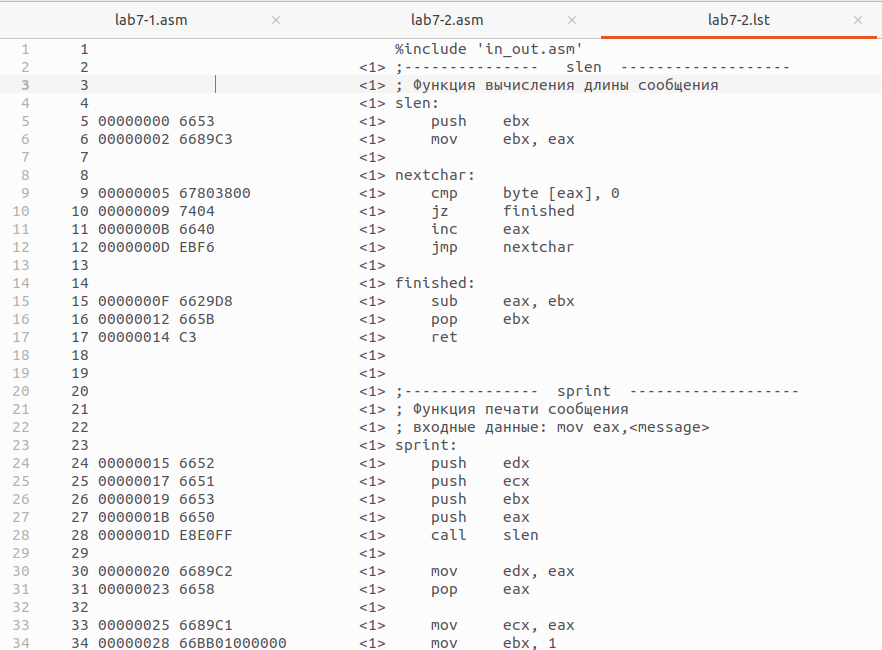 lab7-1.asm × lab7-2.asm × lab7-2.lst ×
1 1 %include 'in_out.asm'
2 2 <1> ;--------------- slen -------------------
3 3 <1> ; Функция вычисления длины сообщения
4 4 <1> slen:
5 5 00000000 6653 <1> push ebx
6 6 00000002 6689C3 <1> mov ebx, eax
7 7 <1>
8 8 <1> nextchar:
9 9 00000005 67803800 <1> cmp byte [eax], 0
10 10 00000009 7404 <1> jz finished
11 11 0000000B 6640 <1> inc eax
12 12 0000000D EBF6 <1> jmp nextchar
13 13 <1>
14 14 <1> finished:
15 15 0000000F 6629D8 <1> sub eax, ebx
16 16 00000012 665B <1> pop ebx
17 17 00000014 C3 <1> ret
18 18 <1>
19 19 <1>
20 20 <1> ;--------------- sprint -------------------
21 21 <1> ; Функция печати сообщения
22 22 <1> ; входные данные: mov eax,<message>
23 23 <1> sprint:
24 24 00000015 6652 <1> push edx
25 25 00000017 6651 <1> push ecx
26 26 00000019 6653 <1> push ebx
27 27 0000001B 6650 <1> push eax
28 28 0000001D E8E0FF <1> call slen
29 29 <1>
30 30 00000020 6689C2 <1> mov edx, eax
31 31 00000023 6658 <1> pop eax
32 32 <1>
33 33 00000025 6689C1 <1> mov ecx, eax
34 34 00000028 66BB01000000 <1> mov ebx, 1